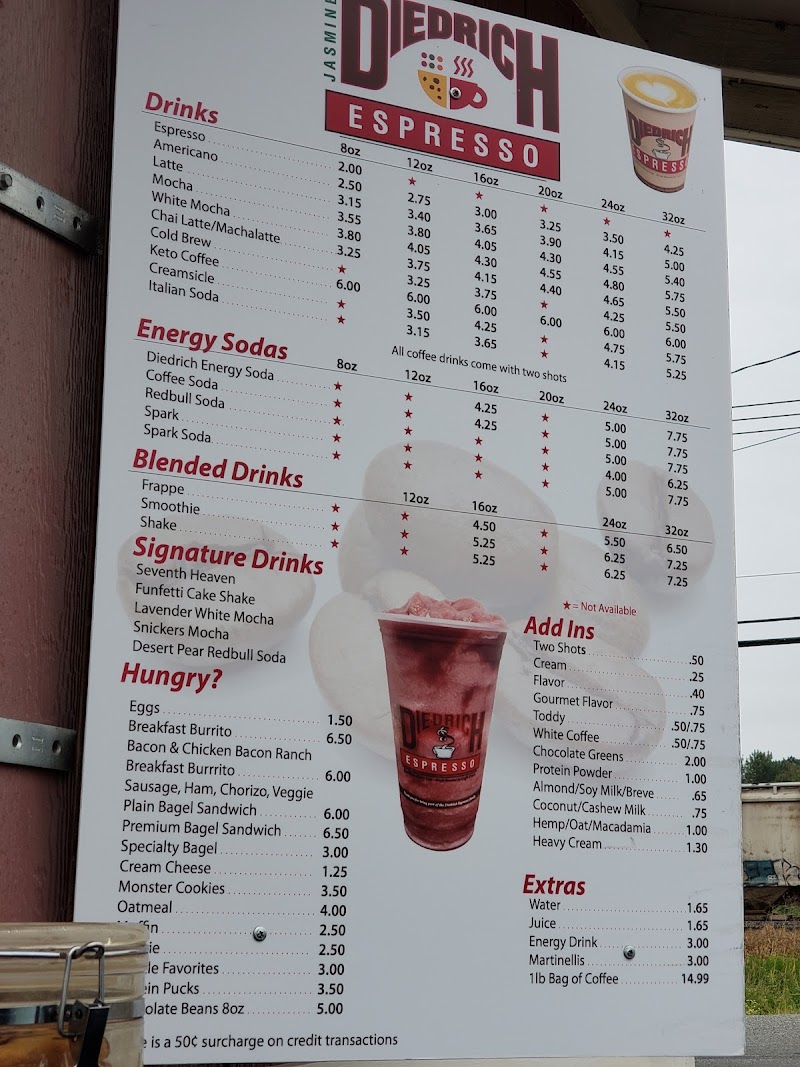 JASMINE
DIEDRICH
ESPRESSO
DIEDRICH
ESPRESSO
Drinks 8oz 12oz 16oz 20oz 24oz 32oz
Espresso 2.00 ★ ★ ★ ★ ★
Americano 2.50 2.75 3.00 3.25 3.50 4.25
Latte 3.15 3.40 3.65 3.90 4.15 5.00
Mocha 3.55 3.80 4.05 4.30 4.55 5.40
White Mocha 3.80 4.05 4.30 4.55 4.80 5.75
Chai Latte/Machalatte 3.25 3.75 4.15 4.40 4.65 5.50
Cold Brew ★ 3.25 3.75 ★ 4.25 5.50
Keto Coffee 6.00 6.00 6.00 6.00 6.00 6.00
Creamsicle ★ 3.50 4.25 ★ 4.75 5.75
Italian Soda ★ 3.15 3.65 ★ 4.15 5.25
All coffee drinks come with two shots
Energy Sodas 8oz 12oz 16oz 20oz 24oz 32oz
Diedrich Energy Soda ★ ★ 4.25 ★ 5.00 7.75
Coffee Soda ★ ★ 4.25 ★ 5.00 7.75
Redbull Soda ★ ★ ★ ★ 5.00 7.75
Spark ★ ★ ★ ★ 4.00 6.25
Spark Soda ★ ★ ★ ★ 5.00 7.75
Blended Drinks 12oz 16oz 24oz 32oz
Frappe ★ ★ 4.50 ★ 5.50 6.50
Smoothie ★ ★ 5.25 ★ 6.25 7.25
Shake ★ ★ 5.25 ★ 6.25 7.25
★ = Not Available
Signature Drinks
Seventh Heaven
Funfetti Cake Shake
Lavender White Mocha
Snickers Mocha
Desert Pear Redbull Soda
Hungry?
Eggs 1.50
Breakfast Burrito 6.50
Bacon & Chicken Bacon Ranch
Breakfast Burrrito 6.00
Sausage, Ham, Chorizo, Veggie
Plain Bagel Sandwich 6.00
Premium Bagel Sandwich 6.50
Specialty Bagel 3.00
Cream Cheese 1.25
Monster Cookies 3.50
Oatmeal 4.00
Muffin 2.50
2.50
Favorites 3.00
Pucks 3.50
Beans 8oz 5.00
is a 50¢ surcharge on credit transactions
DIEDRICH
ESPRESSO
Add Ins
Two Shots .50
Cream .25
Flavor .40
Gourmet Flavor .75
Toddy .50/.75
White Coffee .50/.75
Chocolate Greens 2.00
Protein Powder 1.00
Almond/Soy Milk/Breve .65
Coconut/Cashew Milk .75
Hemp/Oat/Macadamia 1.00
Heavy Cream 1.30
Extras
Water 1.65
Juice 1.65
Energy Drink 3.00
Martinellis 3.00
1lb Bag of Coffee 14.99